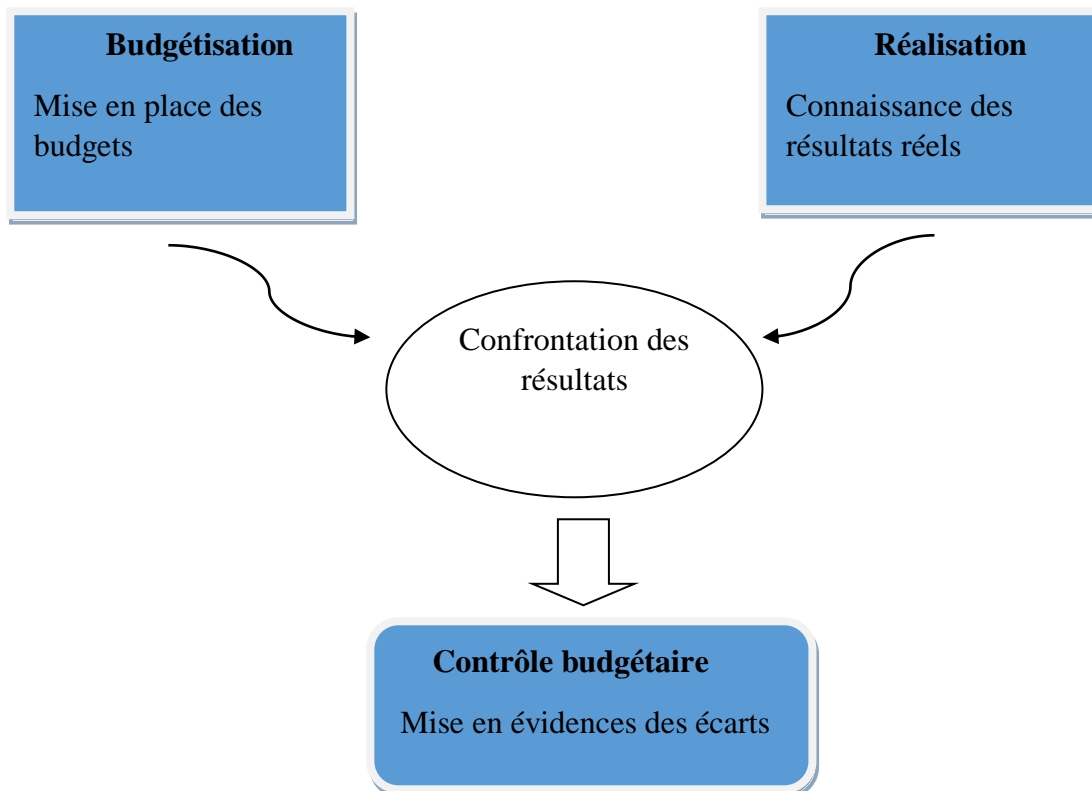 Budgétisation
Mise en place des
budgets
Réalisation
Connaissance des
résultats réels
Confrontation des
résultats
Contrôle budgétaire
Mise en évidences des écarts